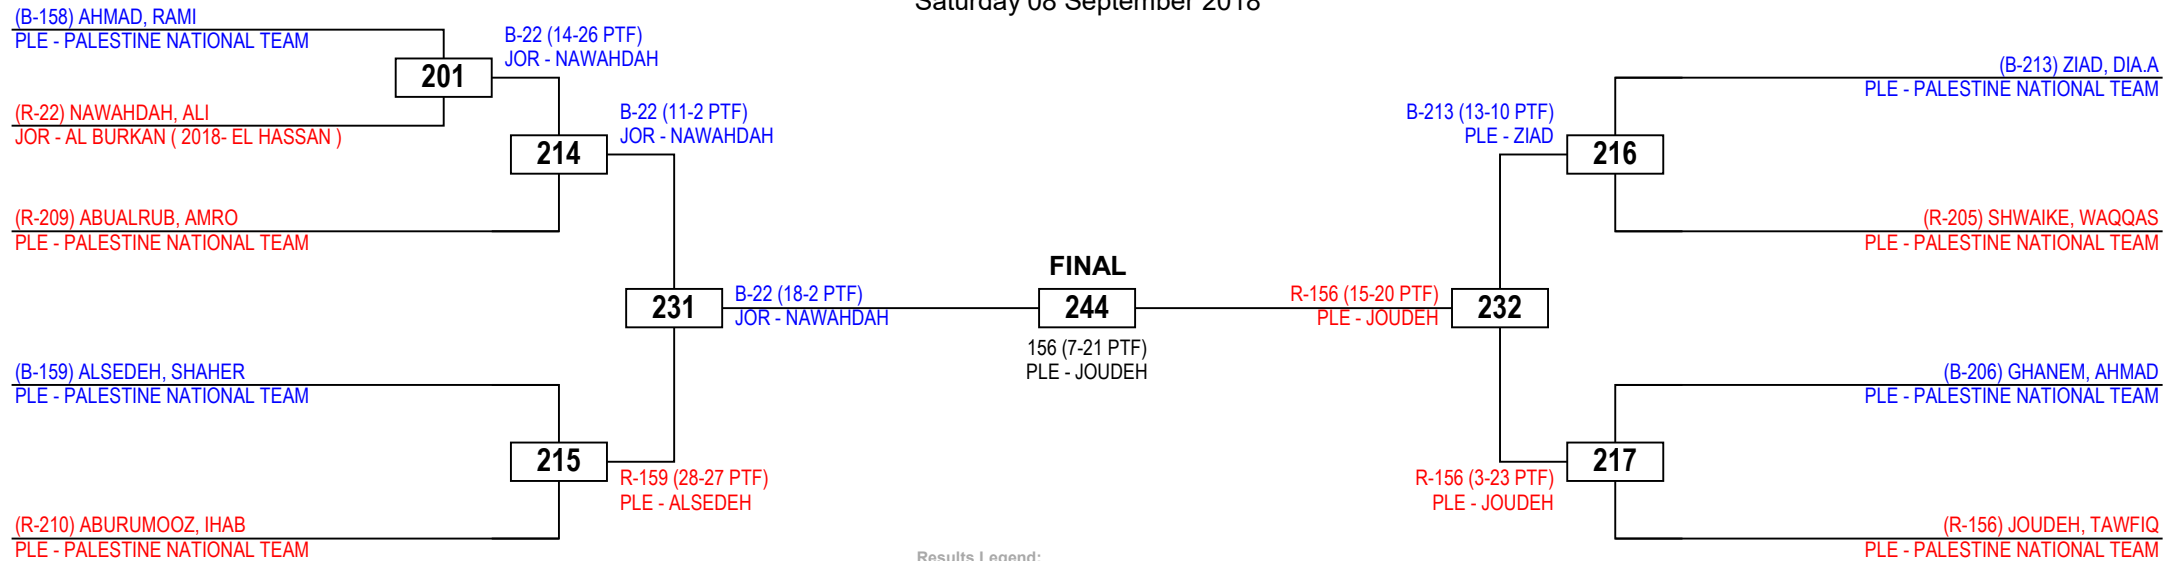 Saturday 08 September 2018
(B-158) AHMAD, RAMI
PLE - PALESTINE NATIONAL TEAM
201
(R-22) NAWAHDAH, ALI
JOR - AL BURKAN ( 2018- EL HASSAN )
B-22 (14-26 PTF)
JOR - NAWAHDAH
214
(R-209) ABUALRUB, AMRO
PLE - PALESTINE NATIONAL TEAM
B-22 (11-2 PTF)
JOR - NAWAHDAH
231
B-22 (18-2 PTF)
JOR - NAWAHDAH
(B-159) ALSEDEH, SHAHER
PLE - PALESTINE NATIONAL TEAM
215
R-159 (28-27 PTF)
PLE - ALSEDEH
(R-210) ABURUMOOZ, IHAB
PLE - PALESTINE NATIONAL TEAM
FINAL
244
156 (7-21 PTF)
PLE - JOUDEH
(B-213) ZIAD, DIA.A
PLE - PALESTINE NATIONAL TEAM
B-213 (13-10 PTF)
PLE - ZIAD
216
(R-205) SHWAIKE, WAQQAS
PLE - PALESTINE NATIONAL TEAM
R-156 (15-20 PTF)
PLE - JOUDEH
232
(B-206) GHANEM, AHMAD
PLE - PALESTINE NATIONAL TEAM
217
R-156 (3-23 PTF)
PLE - JOUDEH
(R-156) JOUDEH, TAWFIQ
PLE - PALESTINE NATIONAL TEAM
Results Legend: